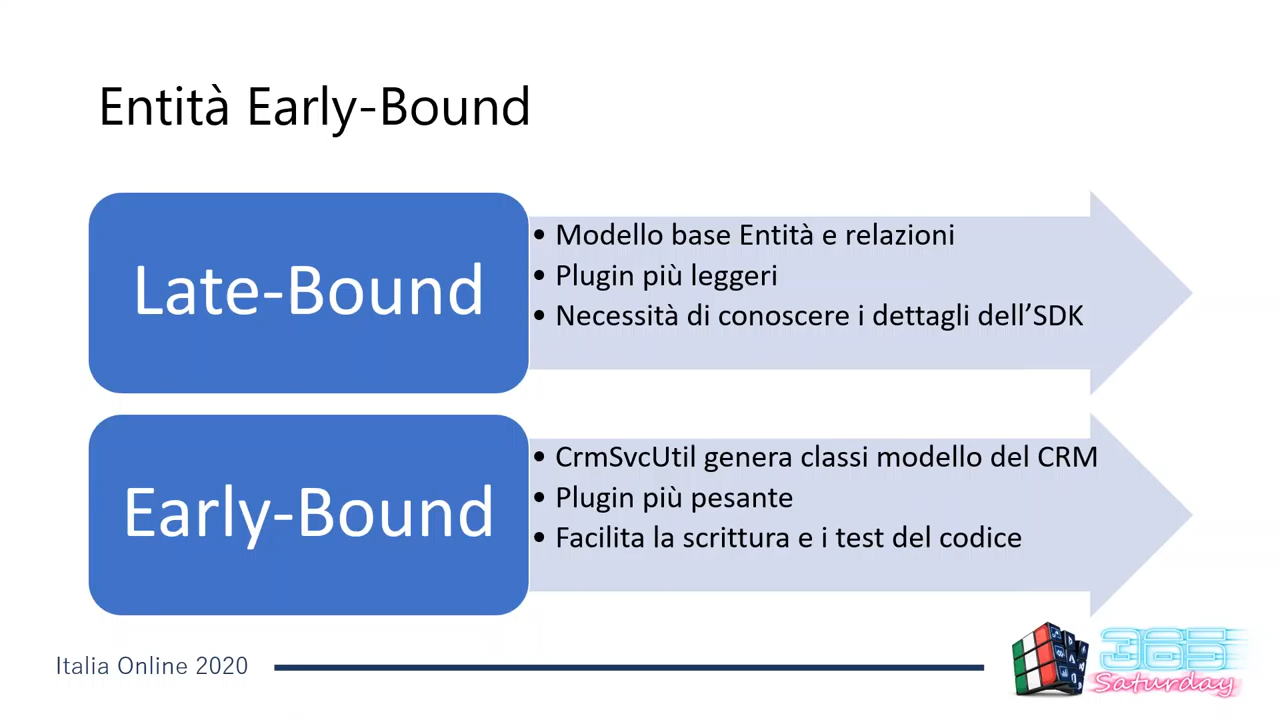 Entità Early-Bound
Late-Bound
• Modello base Entità e relazioni
• Plugin più leggeri
• Necessità di conoscere i dettagli dell’SDK
Early-Bound
• CrmSvcUtil genera classi modello del CRM
• Plugin più pesante
• Facilita la scrittura e i test del codice
Italia Online 2020
365
Saturday